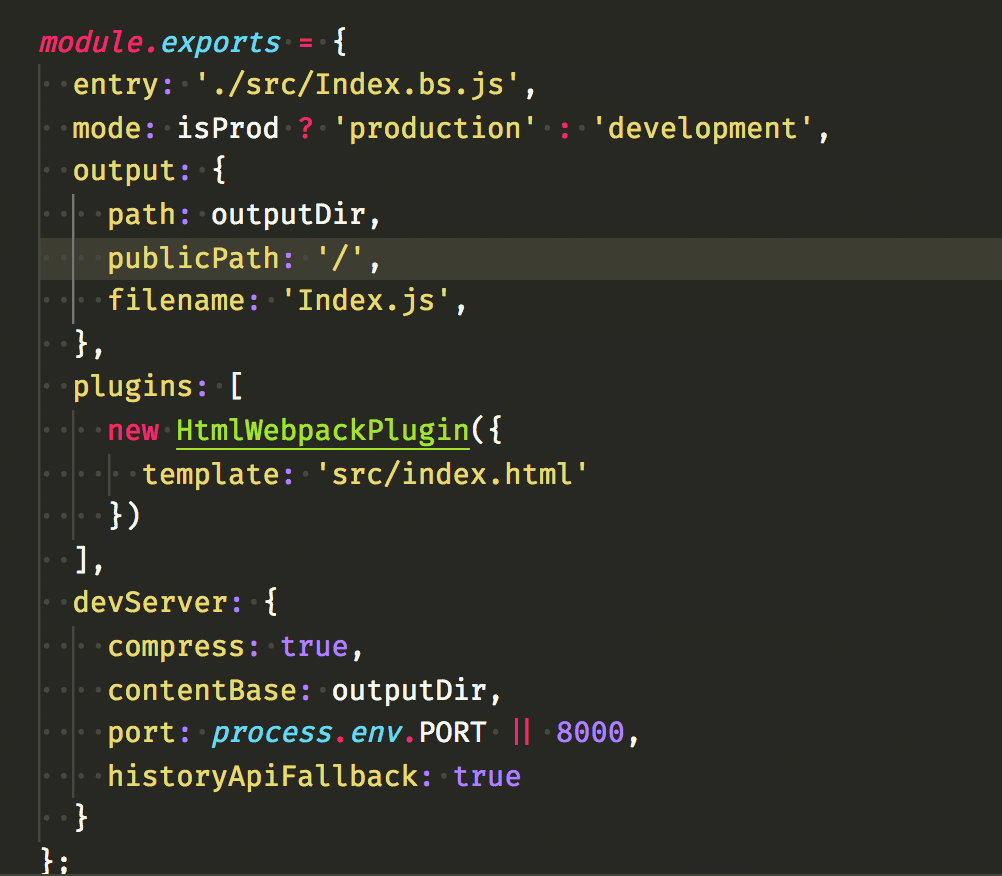 module.exports = {
  entry: './src/Index.bs.js',
  mode: isProd ? 'production' : 'development',
  output: {
    path: outputDir,
    publicPath: '/',
    filename: 'Index.js',
  },
  plugins: [
    new HtmlWebpackPlugin({
      template: 'src/index.html'
    })
  ],
  devServer: {
    compress: true,
    contentBase: outputDir,
    port: process.env.PORT || 8000,
    historyApiFallback: true
  }
};